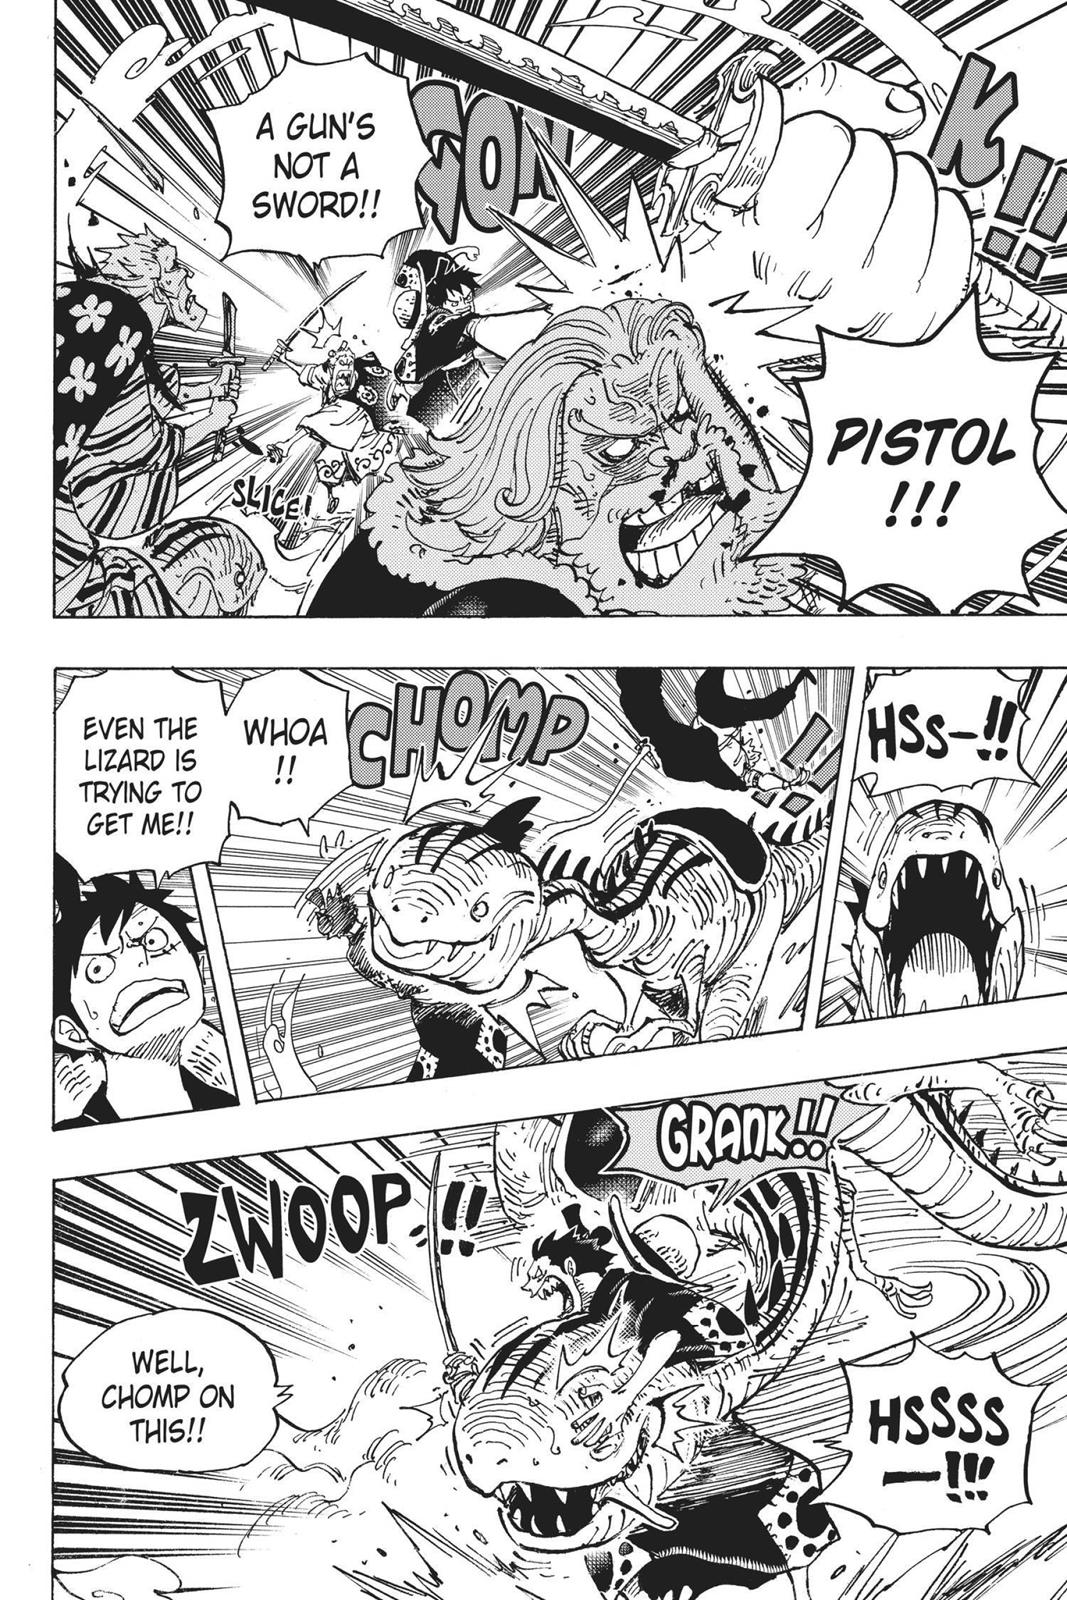 PISTOL
!!!
GONK!!
A GUN'S
NOT A
SWORD!!
SLICE!
HSS—!!
CHOMP!!
WHOA
!!
EVEN THE
LIZARD IS
TRYING TO
GET ME!!
GRANK!!
HSSSS
—!!!
ZWOOP..!!
WELL,
CHOMP ON
THIS!!